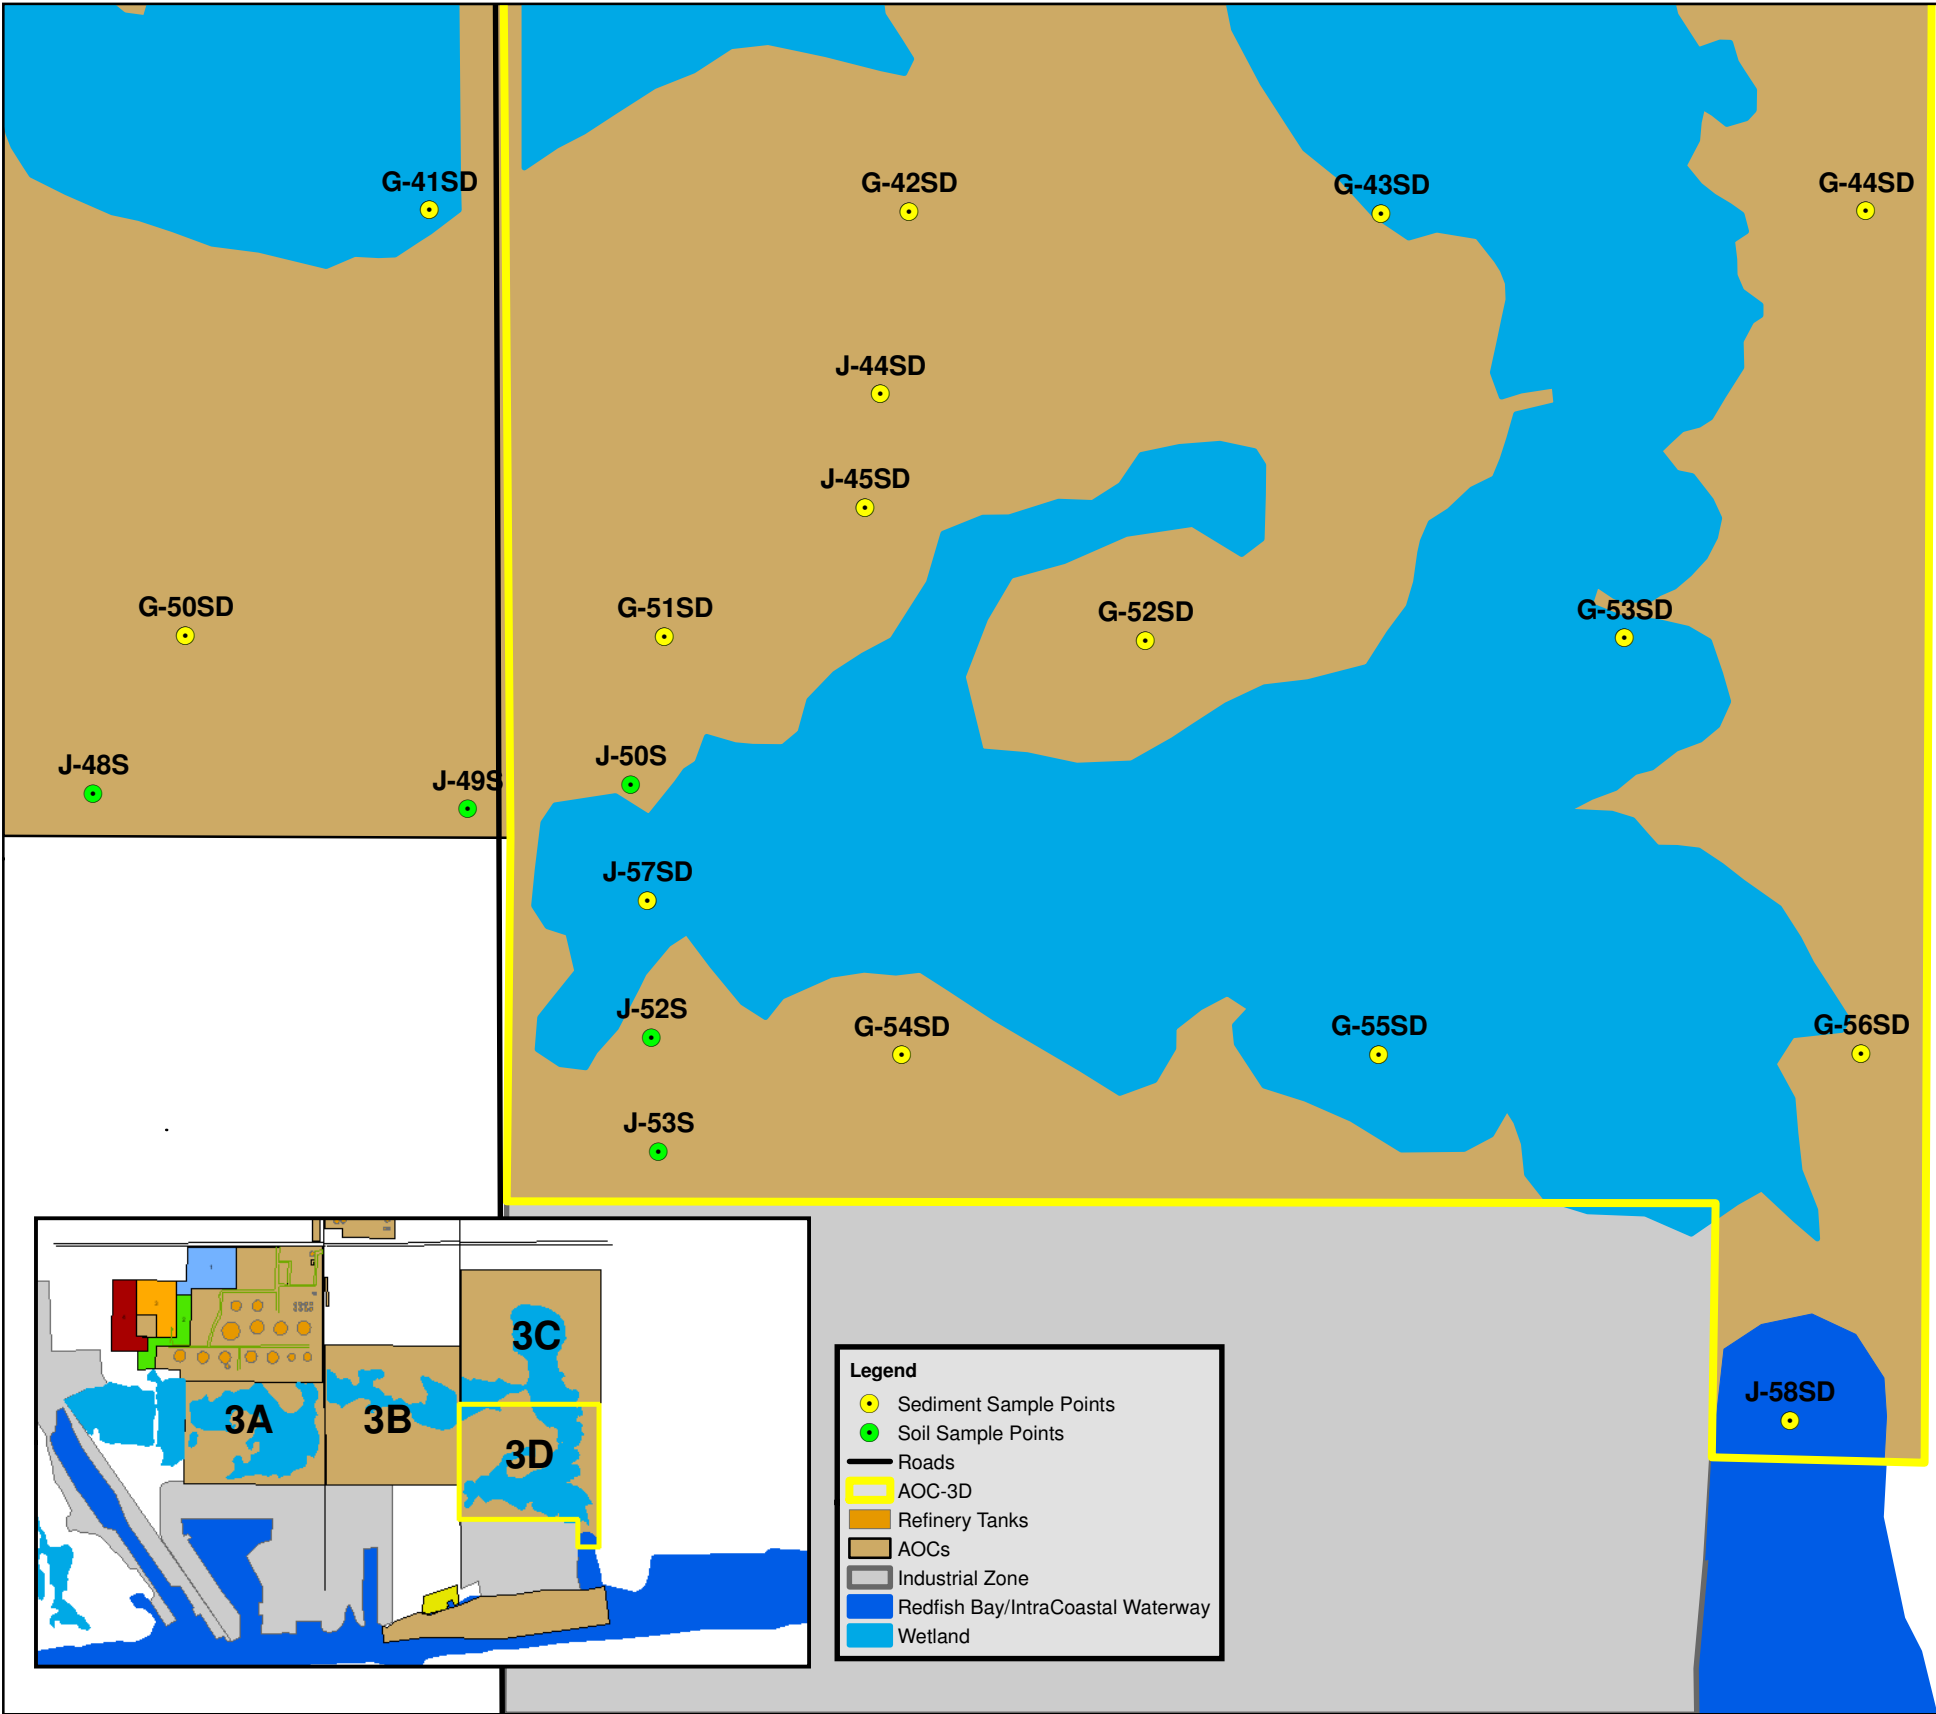 G-41SD
G-42SD
G-43SD
G-44SD
J-44SD
J-45SD
G-50SD
G-51SD
G-52SD
G-53SD
J-48S
J-49S
J-50S
J-57SD
J-52S
G-54SD
G-55SD
G-56SD
J-53S
3C
3A
3B
3D
Legend
Sediment Sample Points
Soil Sample Points
Roads
AOC-3D
Refinery Tanks
AOCs
Industrial Zone
Redfish Bay/IntraCoastal Waterway
Wetland
J-58SD